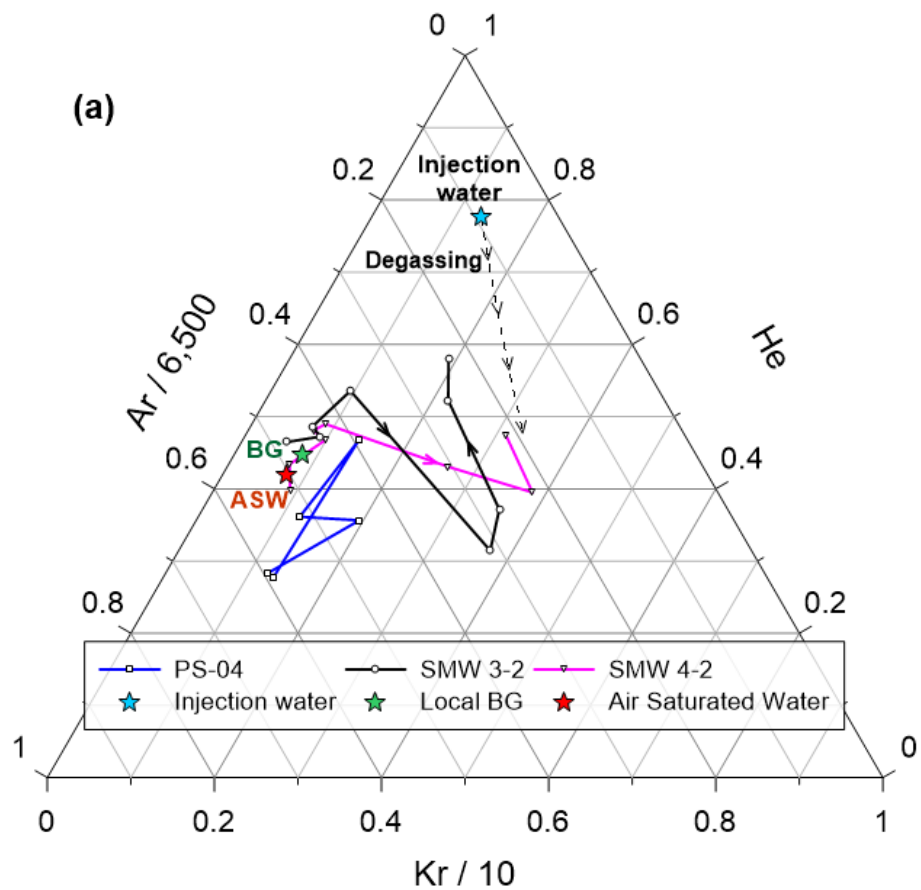 0 1
(a)
0.2 0.8
Injection
water
Degassing
0.4 0.6
Ar / 6,500
He
BG
0.6 0.4
ASW
0.8 0.2
PS-04 SMW 3-2 SMW 4-2
Injection water Local BG Air Saturated Water
1 0
0 0.2 0.4 0.6 0.8 1
Kr / 10